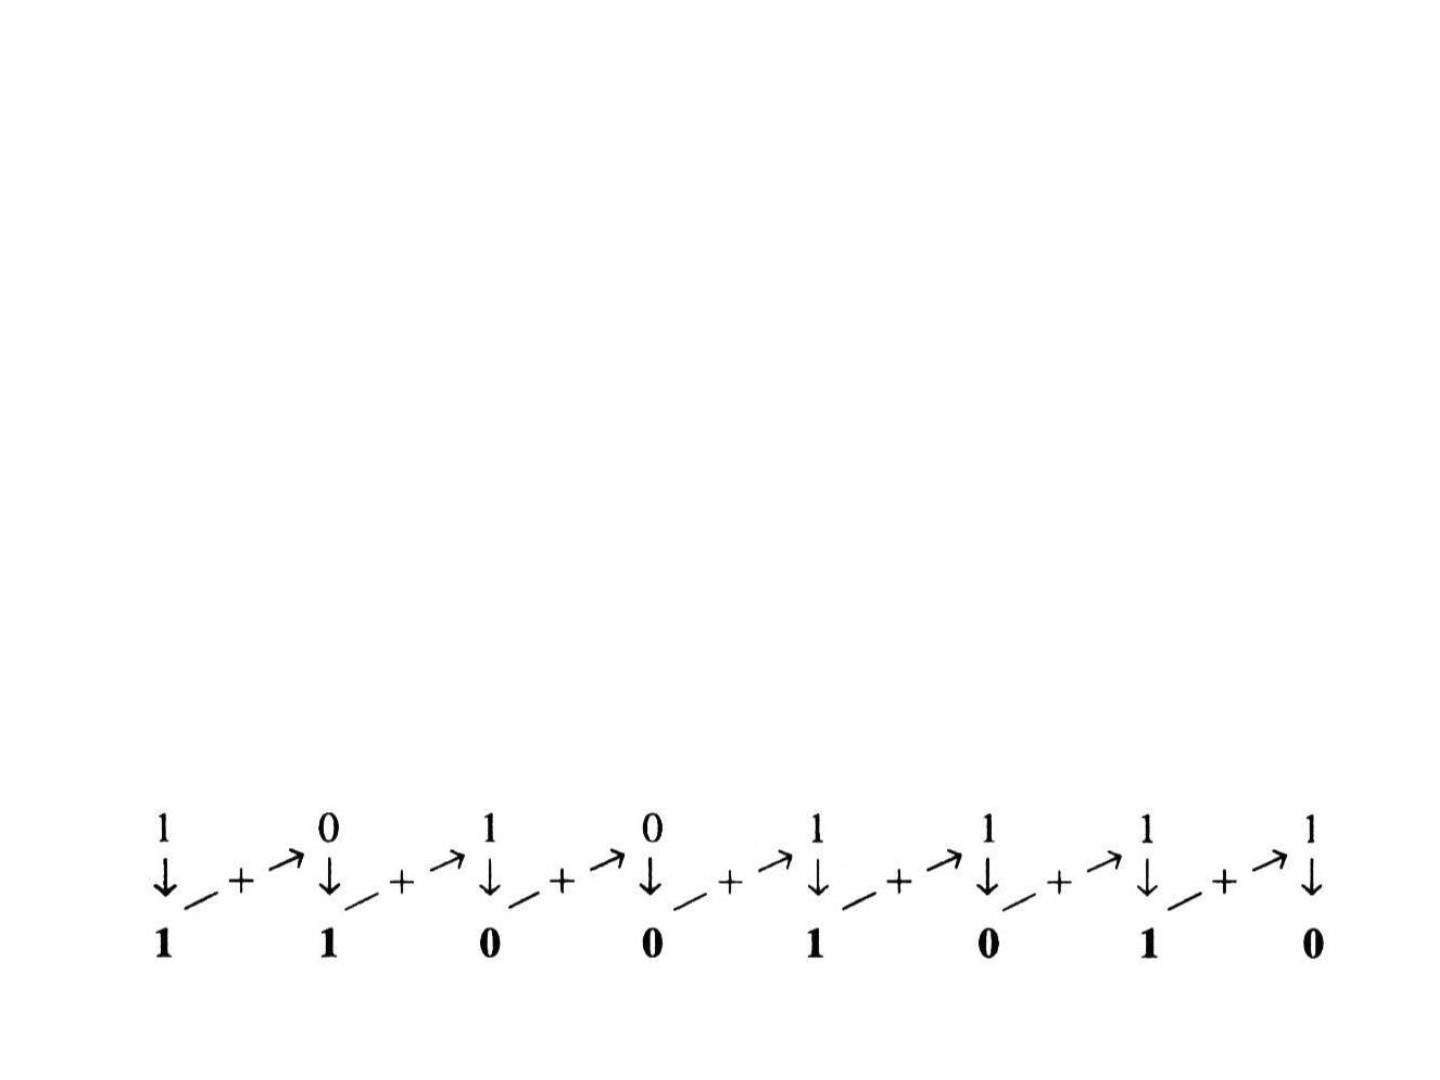 1 0 1 0 1 1 1 1
↓ + ↗ ↓ + ↗ ↓ + ↗ ↓ + ↗ ↓ + ↗ ↓ + ↗ ↓ + ↗ ↓
1 1 0 0 1 0 1 0